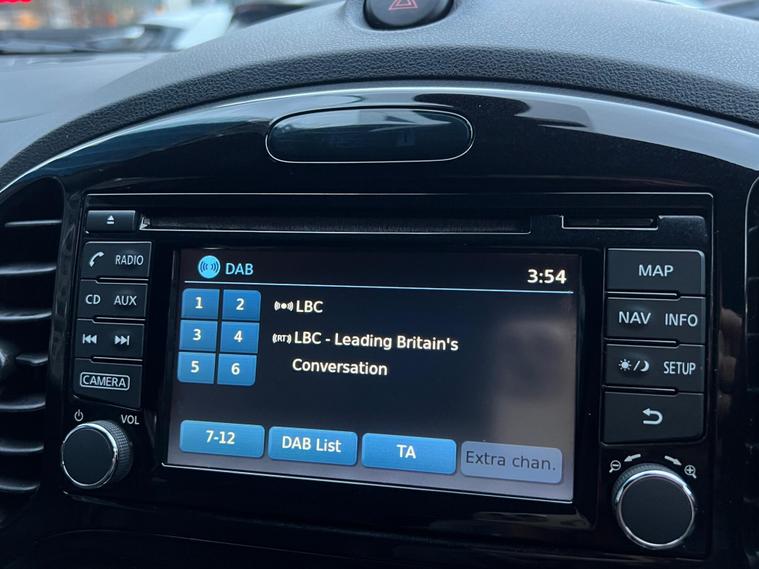 RADIO
CD AUX
CAMERA
VOL
DAB
3:54
1 2
3 4
5 6
LBC
(RT) LBC - Leading Britain's
Conversation
7-12
DAB List
TA
Extra chan.
MAP
NAV INFO
SETUP